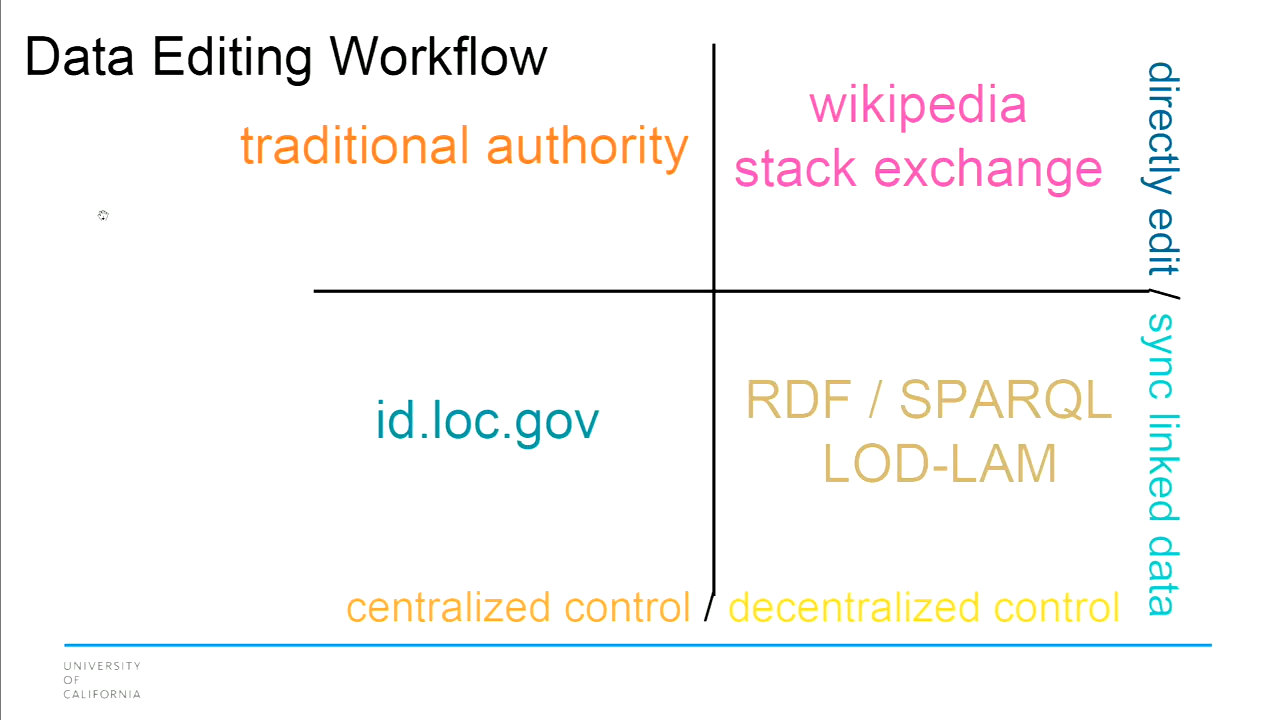 Data Editing Workflow
traditional authority
wikipedia
stack exchange
directly edit / sync linked data
id.loc.gov
RDF / SPARQL
LOD-LAM
centralized control / decentralized control
UNIVERSITY
OF
CALIFORNIA